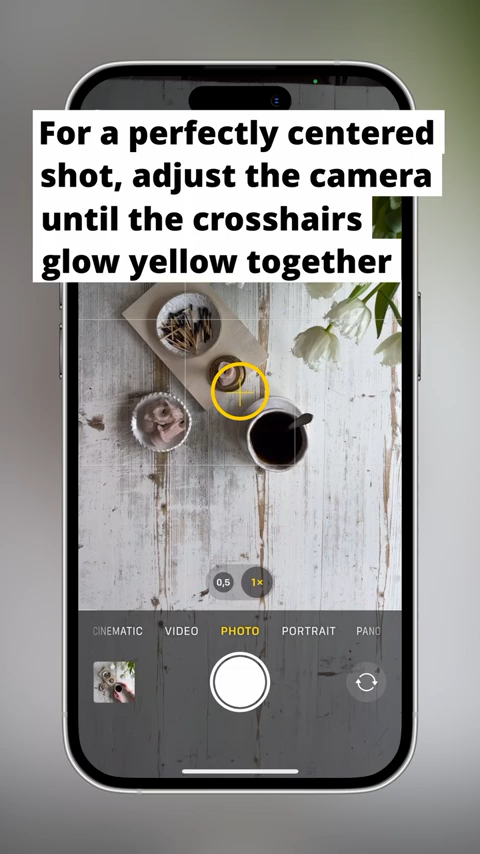 For a perfectly centered
shot, adjust the camera
until the crosshairs
glow yellow together
0,5 1×
CINEMATIC VIDEO PHOTO PORTRAIT PANO